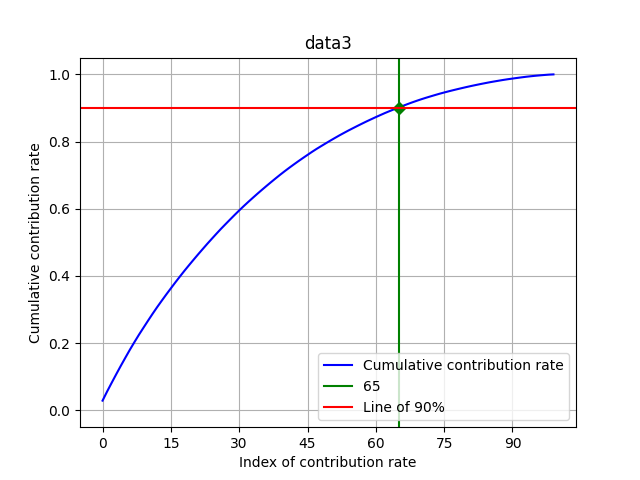 data3
Cumulative contribution rate
1.0
0.8
0.6
0.4
0.2
0.0
Cumulative contribution rate
65
Line of 90%
0 15 30 45 60 75 90
Index of contribution rate